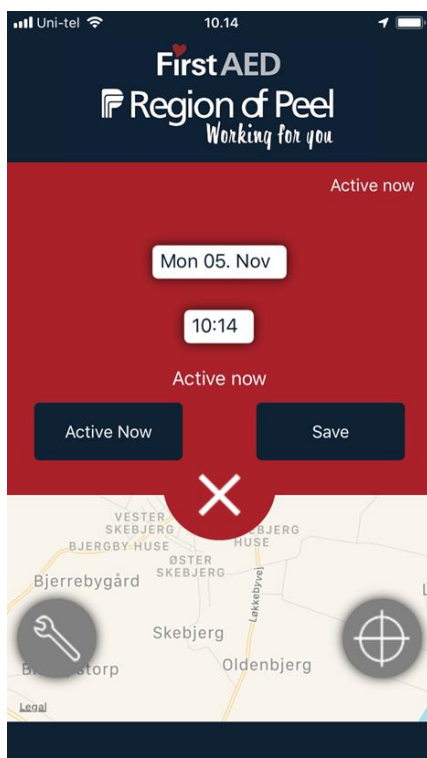 Uni-tel 10.14
FirstAED
Region of Peel
Working for you
Active now
Mon 05. Nov
10:14
Active now
Active Now Save
VESTER
SKEBJERG
BJERGBY HUSE
HUSE
ØSTER
SKEBJERG
Bjerrebygård
Løkkebyvej
Skebjerg
Oldenbjerg
Legal